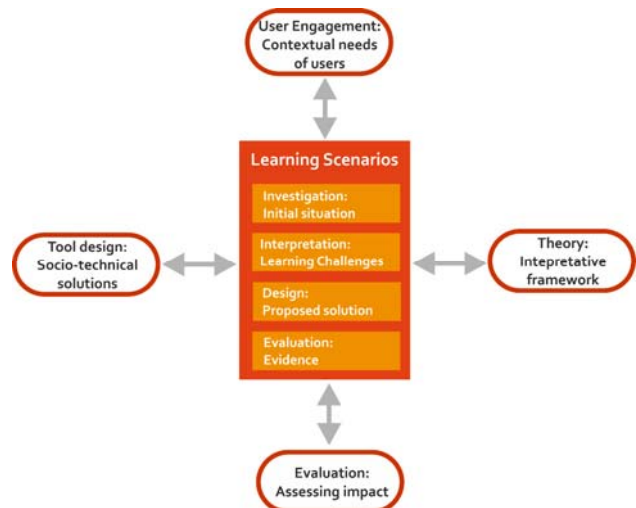 User Engagement:
Contextual needs
of users
Learning Scenarios
Investigation:
Initial situation
Interpretation:
Learning Challenges
Design:
Proposed solution
Evaluation:
Evidence
Tool design:
Socio-technical
solutions
Theory:
Intepretative
framework
Evaluation:
Assessing impact